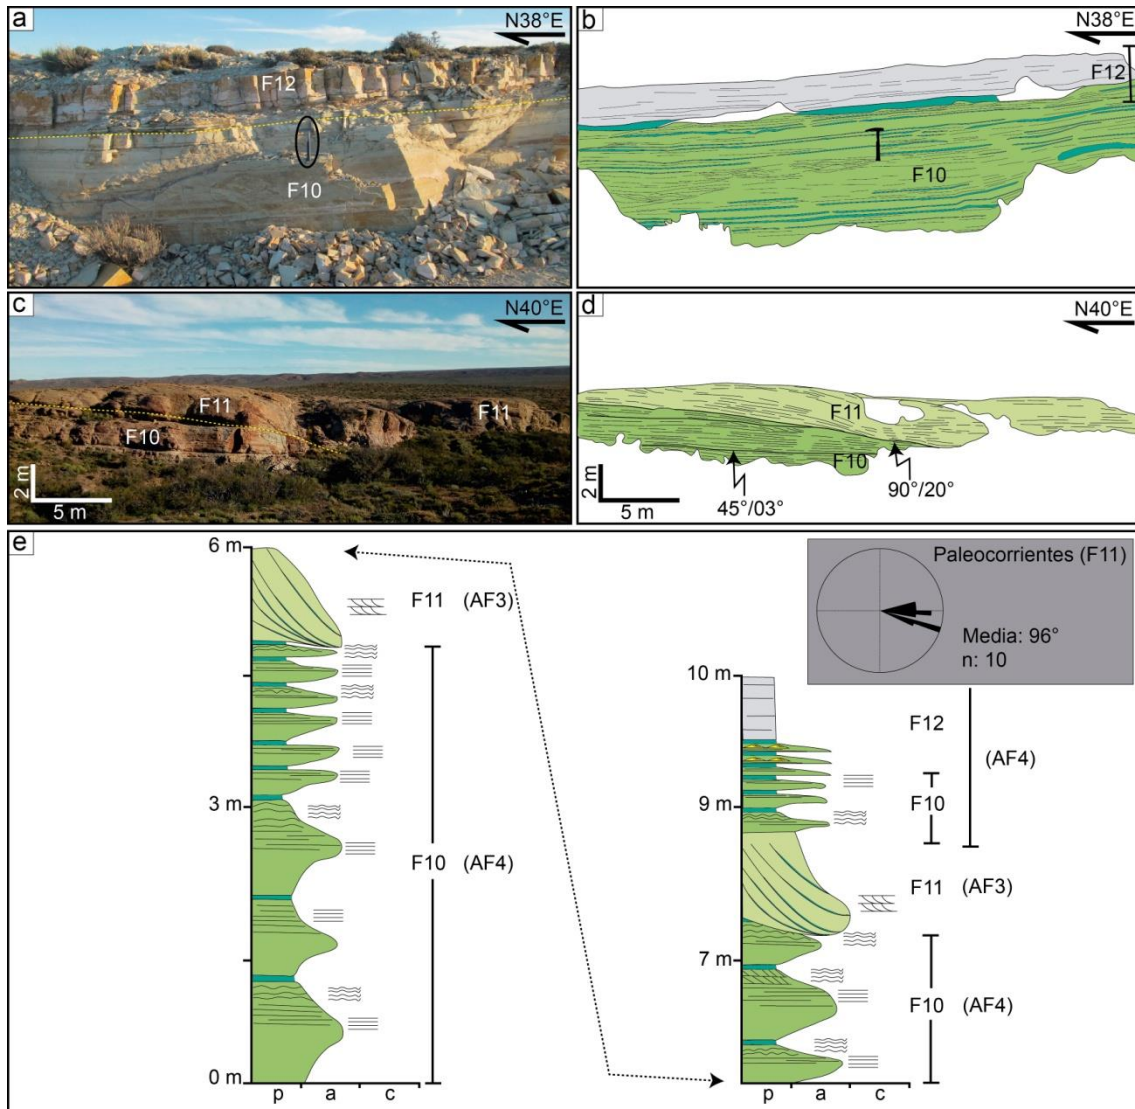 a
N38°E
F12
F10
b
N38°E
F12
F10
c
N40°E
F11
F11
F10
2 m
5 m
d
N40°E
F11
F10
90°/20°
45°/03°
5 m
e
6 m
F11 (AF3)
3 m
F10 (AF4)
0 m
p a c
Paleocorrientes (F11)
Media: 96°
n: 10
10 m
F12
(AF4)
9 m
F10
F11 (AF3)
7 m
F10 (AF4)
p a c